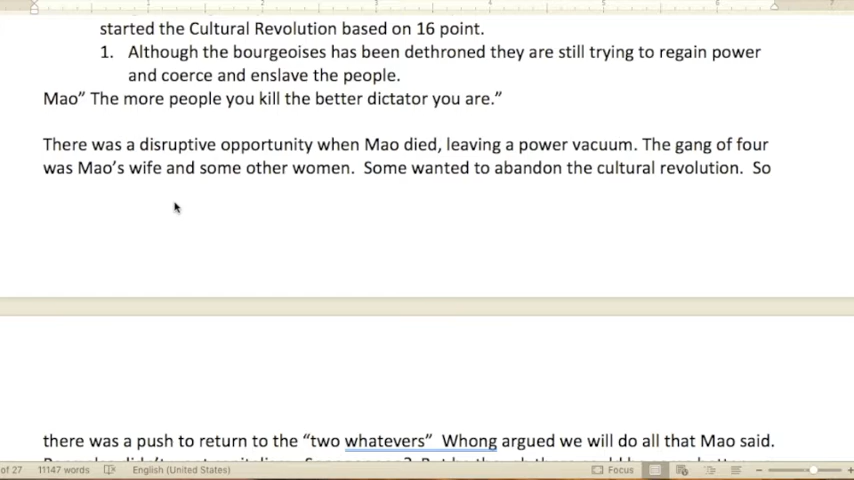 started the Cultural Revolution based on 16 point.
1. Although the bourgeoises has been dethroned they are still trying to regain power
and coerce and enslave the people.
Mao” The more people you kill the better dictator you are.”
There was a disruptive opportunity when Mao died, leaving a power vacuum. The gang of four
was Mao’s wife and some other women. Some wanted to abandon the cultural revolution. So
there was a push to return to the “two whatevers” Whong argued we will do all that Mao said.
of 27 11147 words English (United States) Focus